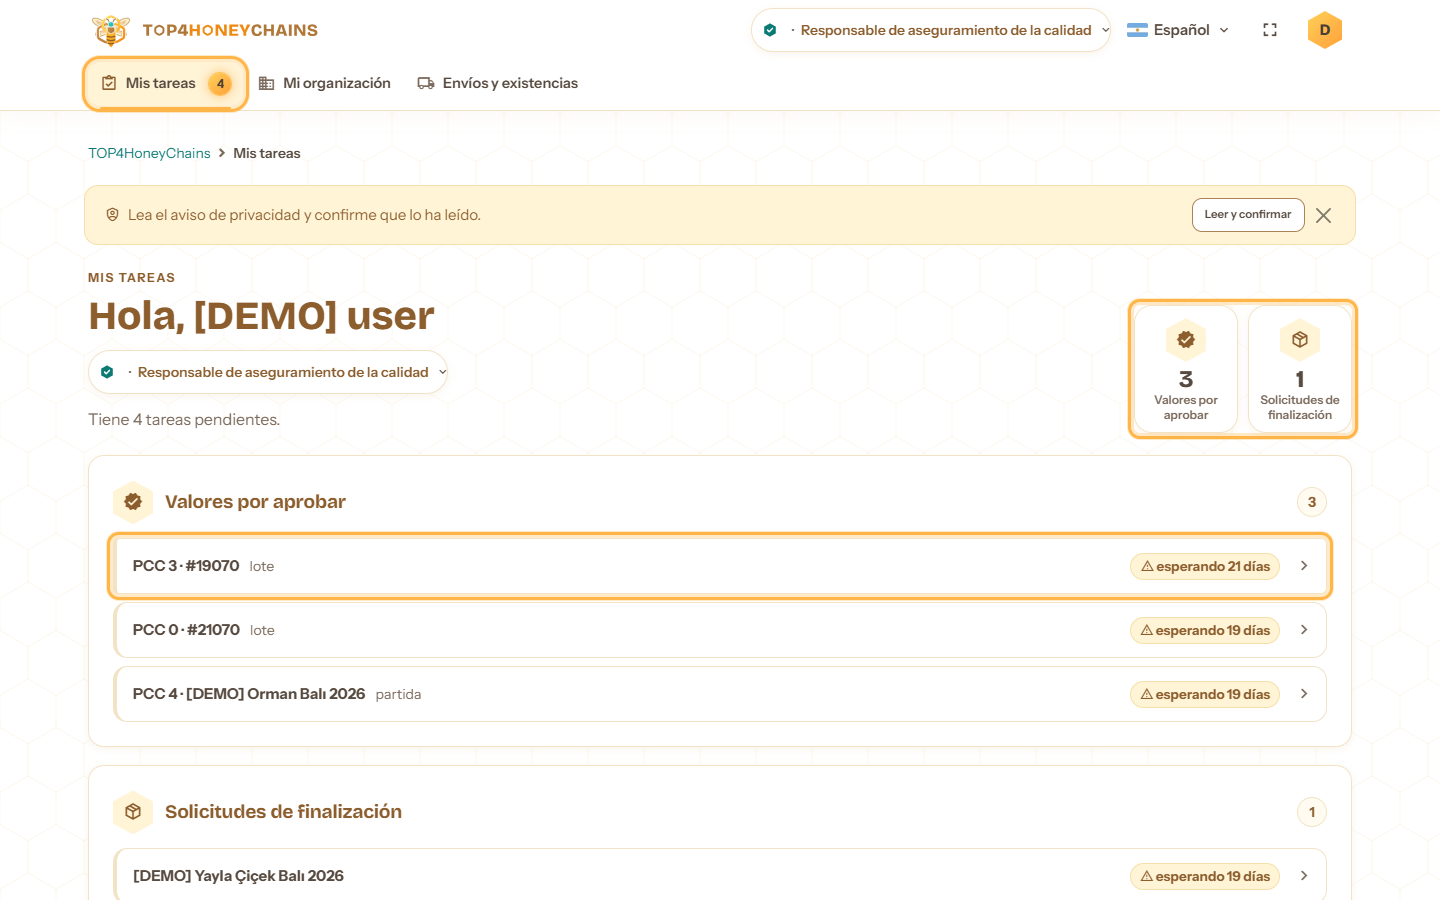 TOP4HONEYCHAINS
· Responsable de aseguramiento de la calidad
Español
D
Mis tareas 4
Mi organización
Envíos y existencias
TOP4HoneyChains > Mis tareas
Lea el aviso de privacidad y confirme que lo ha leído.
Leer y confirmar
MIS TAREAS
Hola, [DEMO] user
· Responsable de aseguramiento de la calidad
Tiene 4 tareas pendientes.
3
Valores por
aprobar
1
Solicitudes de
finalización
Valores por aprobar
3
PCC 3 · #19070 lote
esperando 21 días
PCC 0 · #21070 lote
esperando 19 días
PCC 4 · [DEMO] Orman Balı 2026 partida
esperando 19 días
Solicitudes de finalización
1
[DEMO] Yayla Çiçek Balı 2026
esperando 19 días